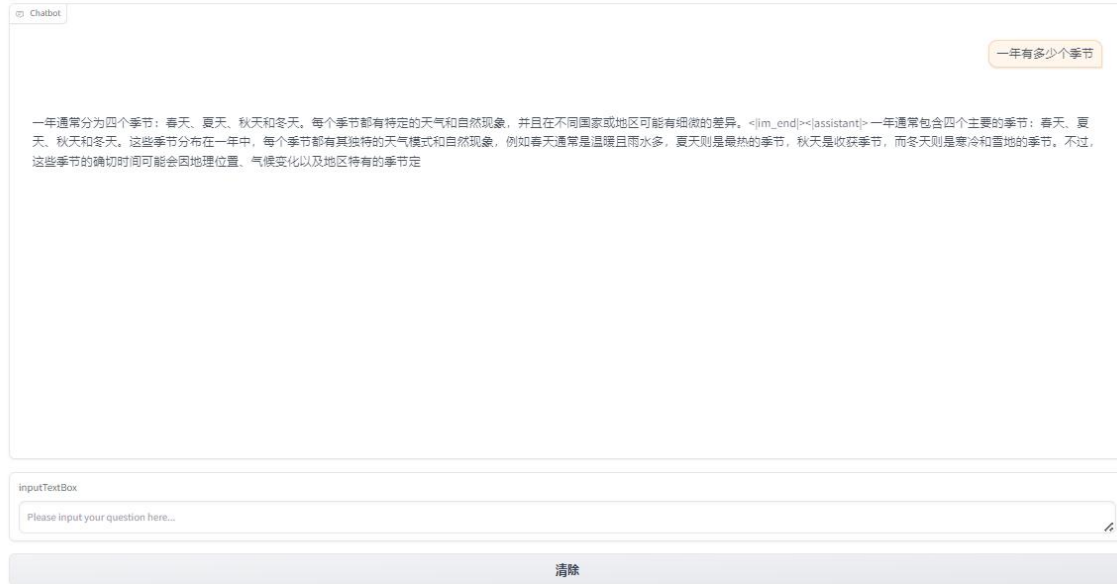 Chatbot
一年有多少个季节
一年通常分为四个季节：春天、夏天、秋天和冬天。每个季节都有特定的天气和自然现象，并且在不同国家或地区可能有细微的差异。<|im_end|><|assistant|> 一年通常包含四个主要的季节：春天、夏
天、秋天和冬天。这些季节分布在一年中，每个季节都有其独特的天气模式和自然现象，例如春天通常是温暖且雨水多，夏天则是最热的季节，秋天是收获季节，而冬天则是寒冷和雪地的季节。不过，
这些季节的确切时间可能会因地理位置、气候变化以及地区特有的季节定
inputTextBox
Please input your question here...
清除